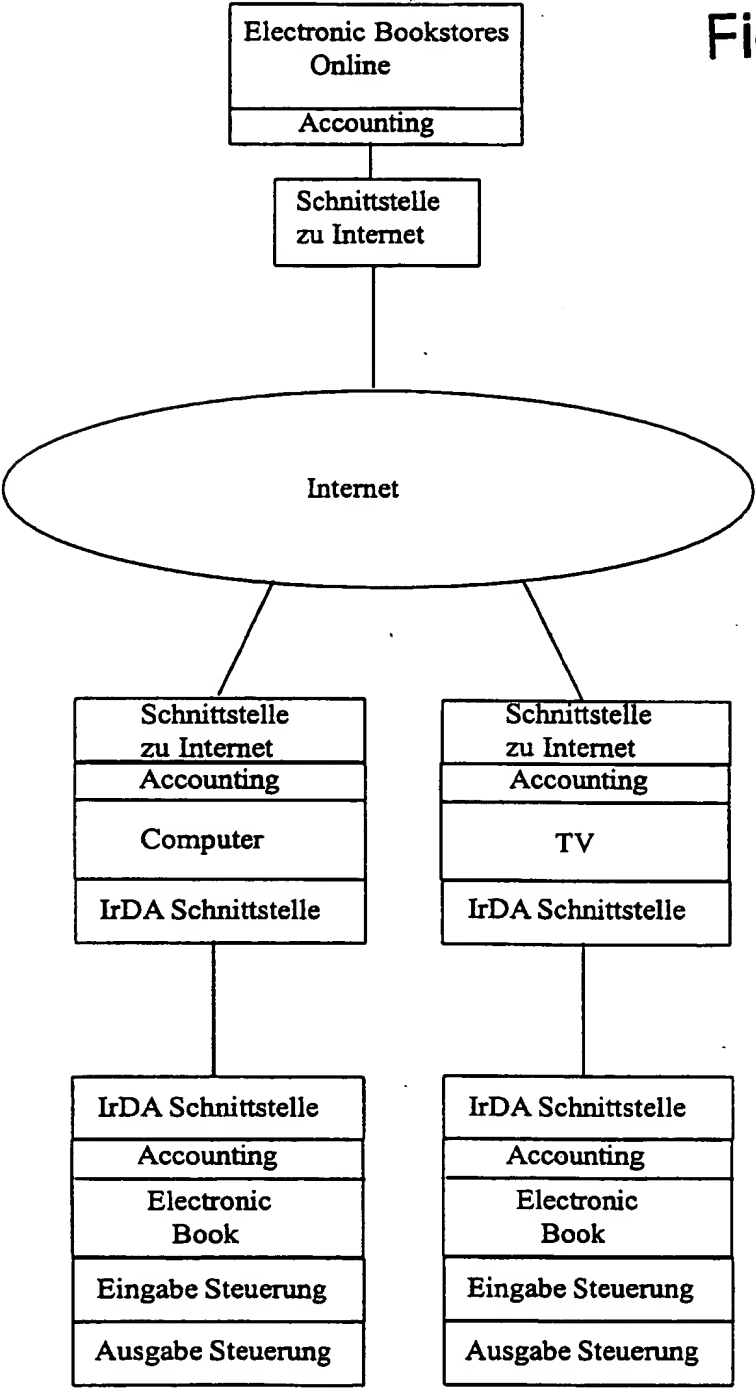 Electronic Bookstores
Online
Accounting
Schnittstelle
zu Internet
Internet
Schnittstelle
zu Internet
Accounting
Computer
IrDA Schnittstelle
Schnittstelle
zu Internet
Accounting
TV
IrDA Schnittstelle
IrDA Schnittstelle
Accounting
Electronic
Book
Eingabe Steuerung
Ausgabe Steuerung
IrDA Schnittstelle
Accounting
Electronic
Book
Eingabe Steuerung
Ausgabe Steuerung